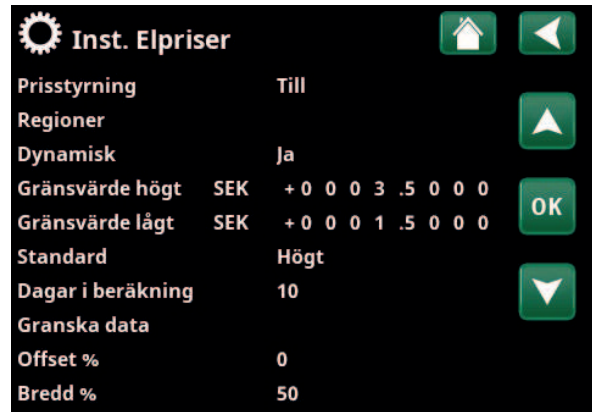 Inst. Elpriser
Prisstyrning Till
Regioner
Dynamisk Ja
Gränsvärde högt SEK +0 0 0 3 .5 0 0 0
Gränsvärde lågt SEK +0 0 0 1 .5 0 0 0
OK
Standard Högt
Dagar i beräkning 10
Granska data
Offset % 0
Bredd % 50